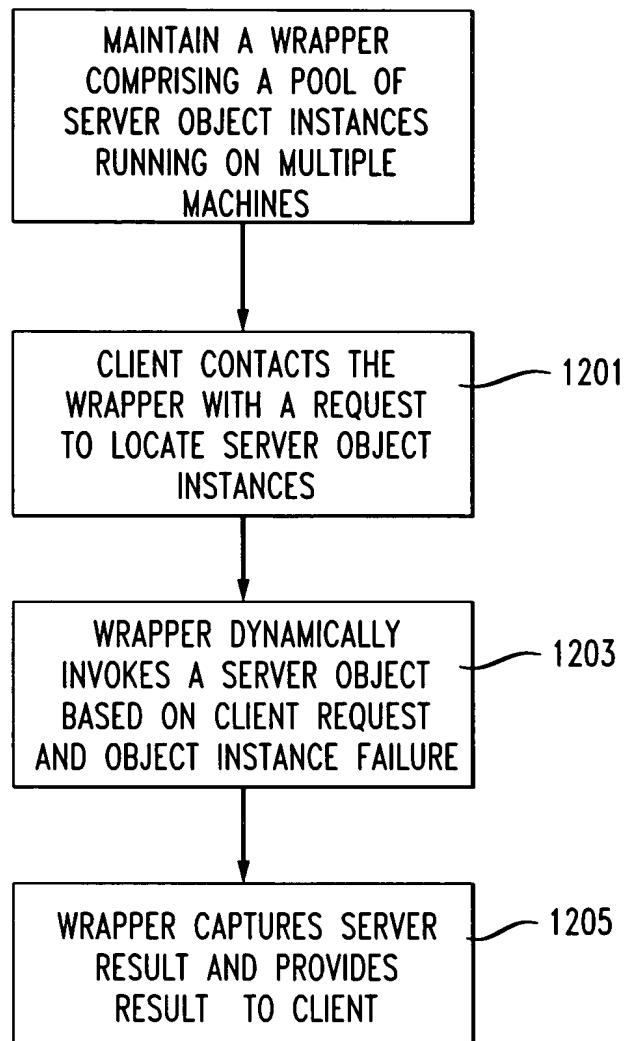 MAINTAIN A WRAPPER
COMPRISING A POOL OF
SERVER OBJECT INSTANCES
RUNNING ON MULTIPLE
MACHINES
CLIENT CONTACTS THE
WRAPPER WITH A REQUEST
TO LOCATE SERVER OBJECT
INSTANCES
1201
WRAPPER DYNAMICALLY
INVOKES A SERVER OBJECT
BASED ON CLIENT REQUEST
AND OBJECT INSTANCE FAILURE
1203
WRAPPER CAPTURES SERVER
RESULT AND PROVIDES
RESULT TO CLIENT
1205